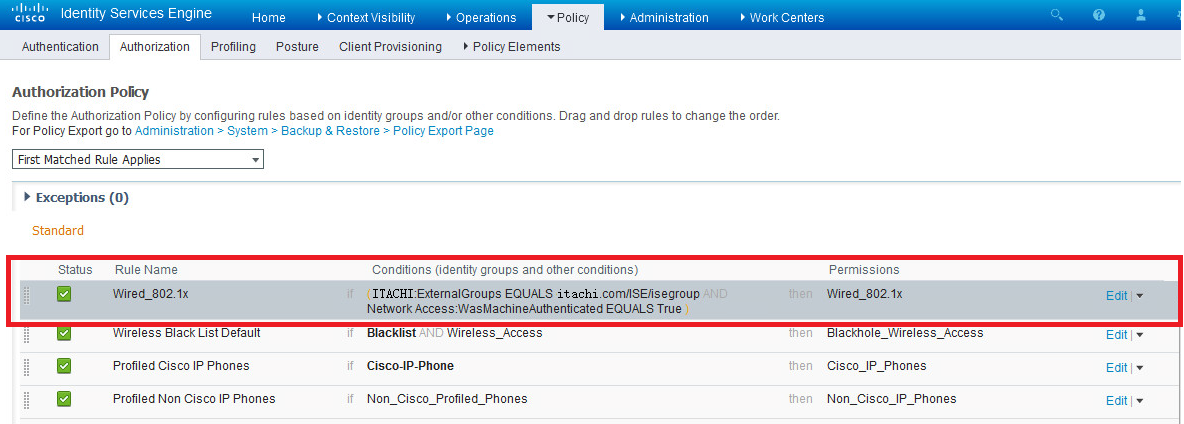 cisco Identity Services Engine Home Context Visibility Operations Policy Administration Work Centers
Authentication Authorization Profiling Posture Client Provisioning Policy Elements
Authorization Policy
Define the Authorization Policy by configuring rules based on identity groups and/or other conditions. Drag and drop rules to change the order.
For Policy Export go to Administration > System > Backup & Restore > Policy Export Page
First Matched Rule Applies
Exceptions (0)
Standard
Status Rule Name Conditions (identity groups and other conditions) Permissions
Wired_802.1x if ( ITACHI:ExternalGroups EQUALS itachi.com/ISE/isegroup AND then Wired_802.1x Edit |
Network Access:WasMachineAuthenticated EQUALS True )
Wireless Black List Default if Blacklist AND Wireless_Access then Blackhole_Wireless_Access Edit |
Profiled Cisco IP Phones if Cisco-IP-Phone then Cisco_IP_Phones Edit |
Profiled Non Cisco IP Phones if Non_Cisco_Profiled_Phones then Non_Cisco_IP_Phones Edit |